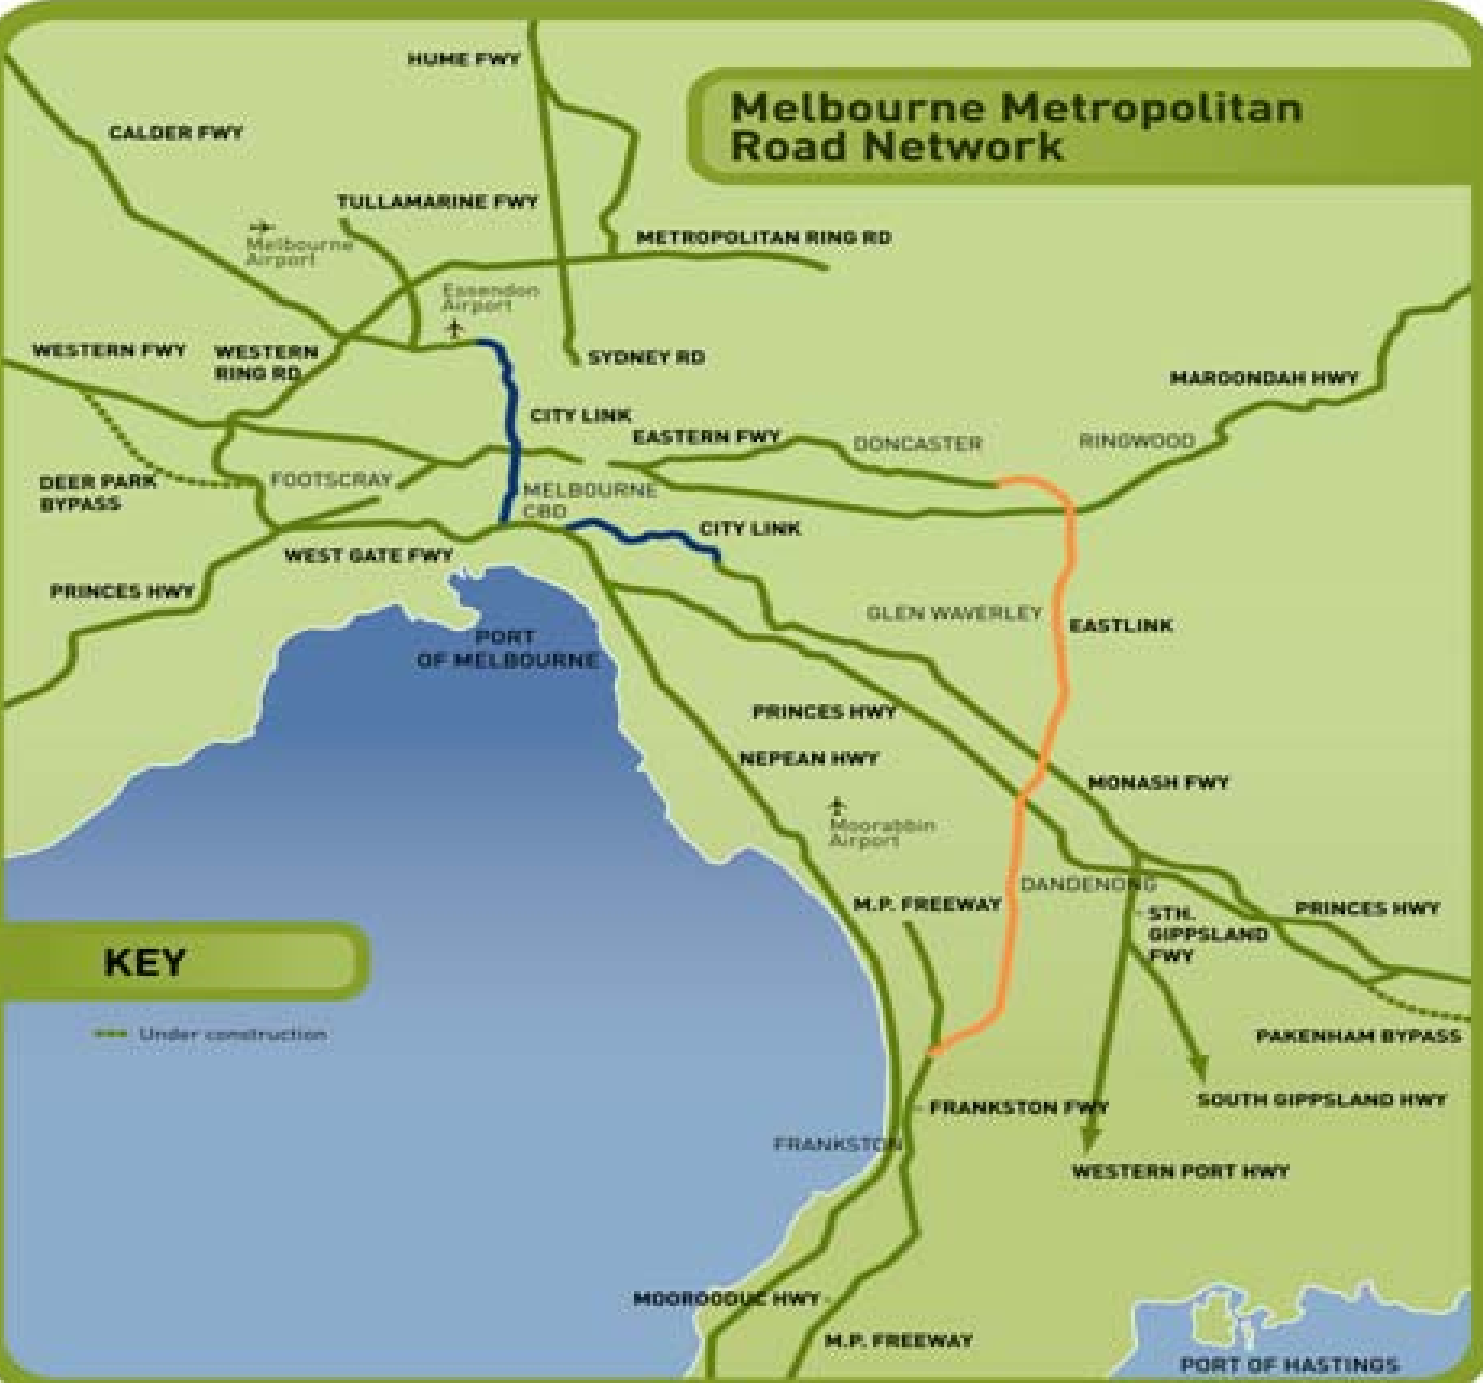 HUME FWY
Melbourne Metropolitan
Road Network
CALDER FWY
TULLAMARINE FWY
Melbourne
Airport
METROPOLITAN RING RD
Essendon
Airport
WESTERN FWY
WESTERN
RING RD
SYDNEY RD
MAROONDAH HWY
CITY LINK
EASTERN FWY
DONCASTER
RINGWOOD
DEER PARK
BYPASS
FOOTSCRAY
MELBOURNE
CBD
CITY LINK
WEST GATE FWY
PRINCES HWY
GLEN WAVERLEY
EASTLINK
PORT
OF MELBOURNE
PRINCES HWY
NEPEAN HWY
MONASH FWY
Moorabbin
Airport
DANDENONG
M.P. FREEWAY
STH.
GIPPSLAND
FWY
PRINCES HWY
KEY
Under construction
PAKENHAM BYPASS
SOUTH GIPPSLAND HWY
FRANKSTON FWY
FRANKSTON
WESTERN PORT HWY
MOOROODUC HWY
M.P. FREEWAY
PORT OF HASTINGS